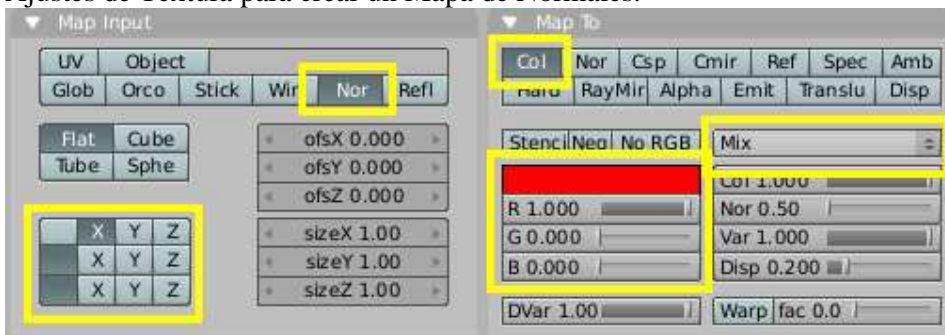 Ajustes de Textura para crear un Mapa de Normales.
Map Input
UV Object
Glob Orco Stick Win Nor Refl
Flat Cube
Tube Sphe
ofsX 0.000
ofsY 0.000
ofsZ 0.000
X Y Z
X Y Z
X Y Z
sizeX 1.00
sizeY 1.00
sizeZ 1.00
Map To
Col Nor Csp Cmir Ref Spec Amb
Hard RayMir Alpha Emit Translu Disp
Stencil Neg No RGB
Mix
R 1.000
G 0.000
B 0.000
Col 1.000
Nor 0.50
Var 1.000
Disp 0.200
DVar 1.00
Warp fac 0.0